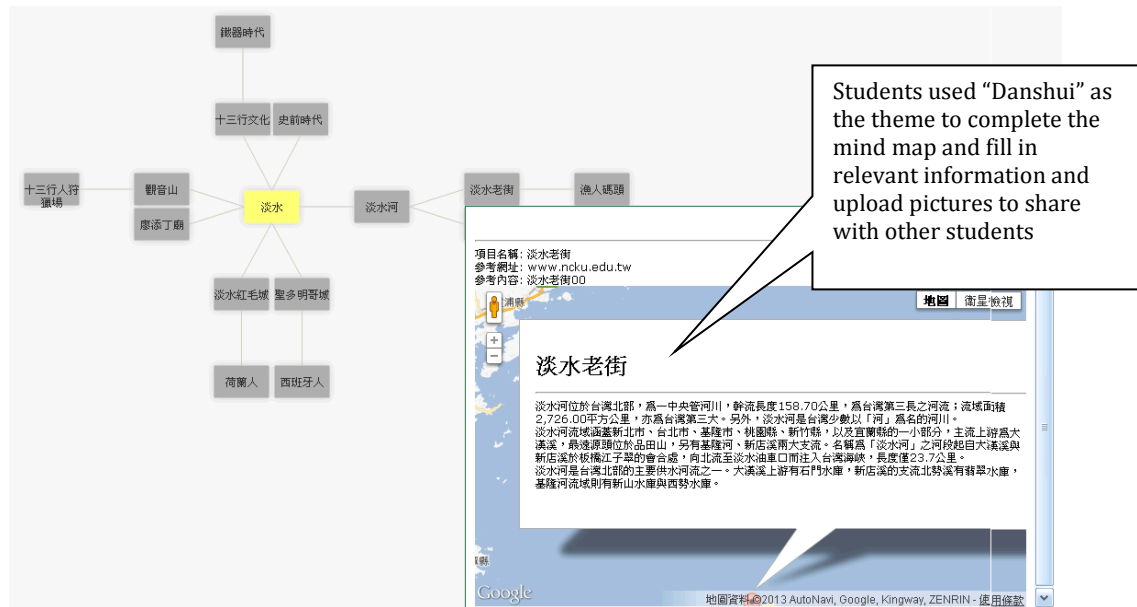 鐵器時代
十三行文化
史前時代
十三行人狩
獵場
觀音山
廖添丁廟
淡水
淡水河
淡水老街
漁人碼頭
淡水紅毛城
聖多明哥城
荷蘭人
西班牙人
Students used “Danshui” as
the theme to complete the
mind map and fill in
relevant information and
upload pictures to share
with other students
項目名稱: 淡水老街
參考網址: www.ncku.edu.tw
參考內容: 淡水老街00
浦縣
+
−
地圖
衛星檢視
淡水老街
淡水河位於台灣北部，為一中央管河川，幹流長度158.70公里，為台灣第三長之河流；流域面積
2,726.00平方公里，亦為台灣第三大。另外，淡水河是台灣少數以「河」為名的河川。
淡水河流域涵蓋新北市、台北市、基隆市、桃園縣、新竹縣，以及宜蘭縣的一小部分，主流上游為大
漢溪，最遠源頭位於品田山，另有基隆河、新店溪兩大支流。名稱為「淡水河」之河段起自大漢溪與
新店溪於板橋江子翠的會合處，向北流至淡水油車口而注入台灣海峽，長度僅23.7公里。
淡水河是台灣北部的主要供水河流之一。大漢溪上游有石門水庫，新店溪的支流北勢溪有翡翠水庫，
基隆河流域則有新山水庫與西勢水庫。
縣
Google
地圖資料 ©2013 AutoNavi, Google, Kingway, ZENRIN - 使用條款